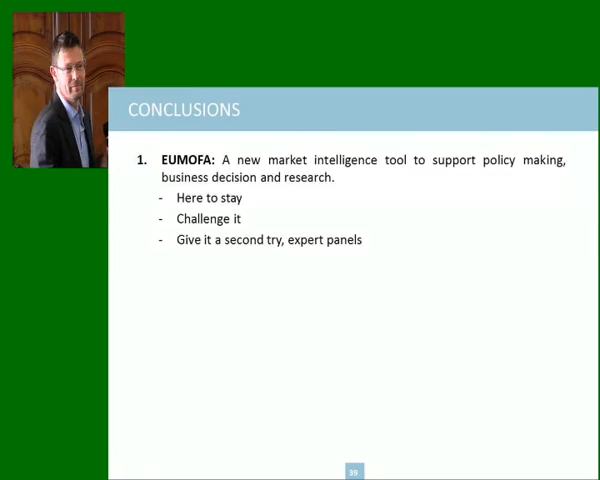 CONCLUSIONS
1. EUMOFA: A new market intelligence tool to support policy making,
business decision and research.
- Here to stay
- Challenge it
- Give it a second try, expert panels
39